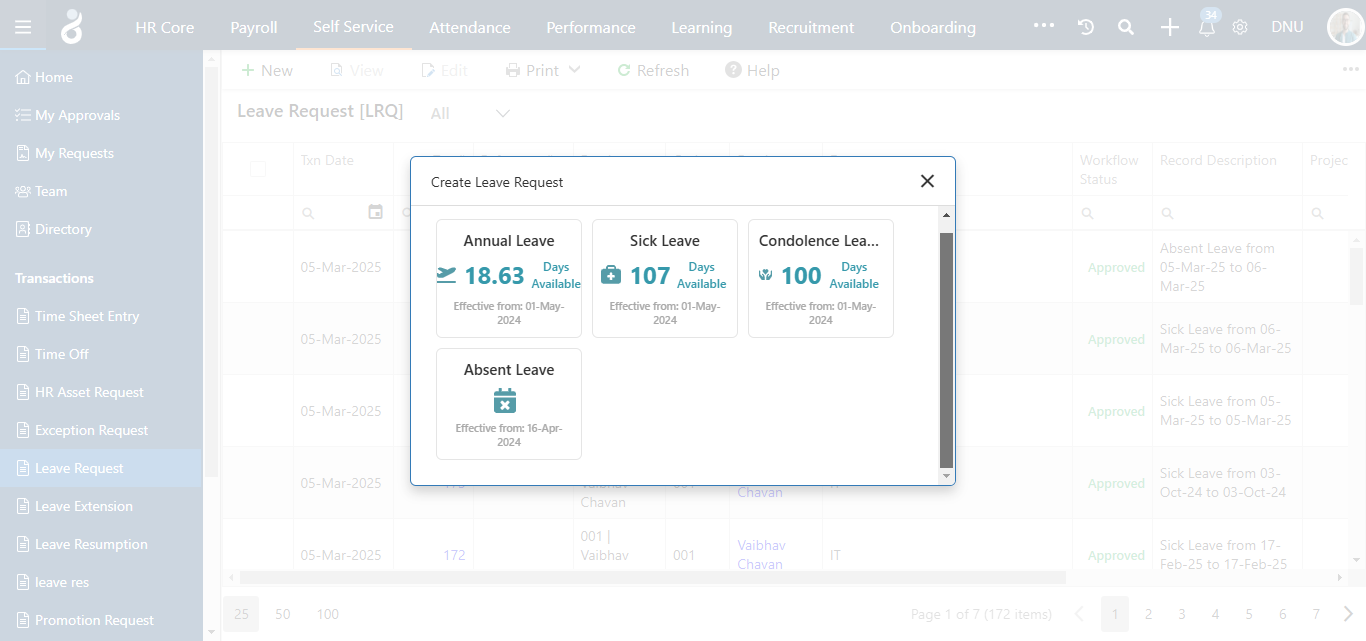 HR Core Payroll Self Service Attendance Performance Learning Recruitment Onboarding 34 DNU
Home
My Approvals
My Requests
Team
Directory
Transactions
Time Sheet Entry
Time Off
HR Asset Request
Exception Request
Leave Request
Leave Extension
Leave Resumption
leave res
Promotion Request
New View Edit Print Refresh Help
Leave Request [LRQ] All
Txn Date
Workflow
Status
Record Description
Projec
Create Leave Request
Annual Leave
18.63 Days
Available
Effective from: 01-May-
2024
Sick Leave
107 Days
Available
Effective from: 01-May-
2024
Condolence Lea...
100 Days
Available
Effective from: 01-May-
2024
Absent Leave
Effective from: 16-Apr-
2024
05-Mar-2025
Approved
Absent Leave from
05-Mar-25 to 06-
Mar-25
05-Mar-2025
Approved
Sick Leave from 06-
Mar-25 to 06-Mar-25
05-Mar-2025
Approved
Sick Leave from 05-
Mar-25 to 05-Mar-25
05-Mar-2025
Chavan
Chavan
Approved
Sick Leave from 03-
Oct-24 to 03-Oct-24
05-Mar-2025
172
001 |
Vaibhav
001
Vaibhav
Chavan
IT
Approved
Sick Leave from 17-
Feb-25 to 17-Feb-25
25 50 100
Page 1 of 7 (172 items) 1 2 3 4 5 6 7